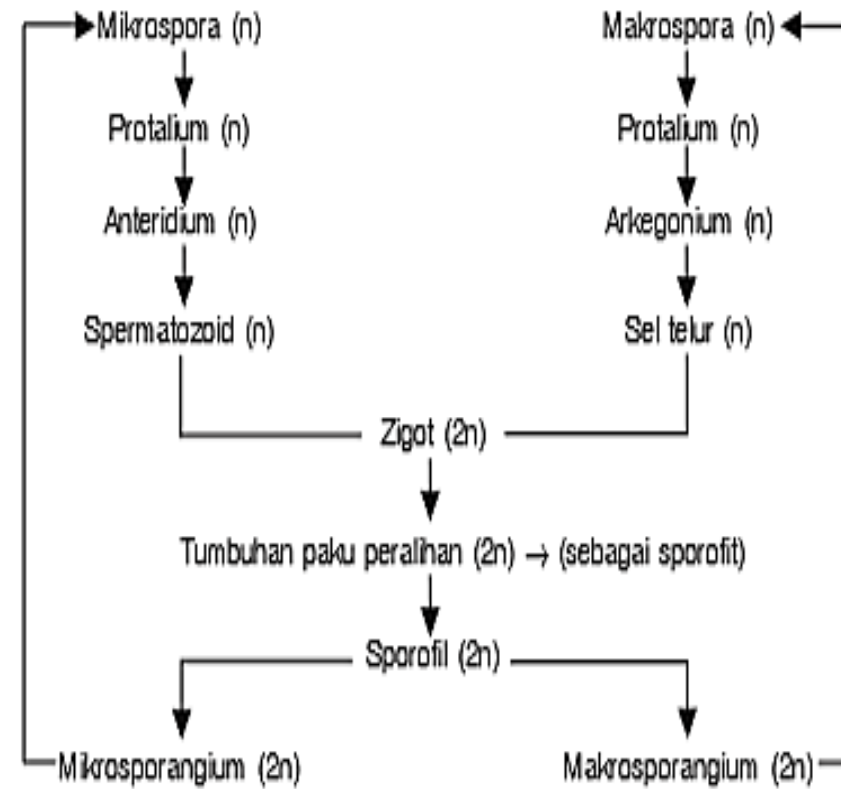 Mikrospora (n)
Makrospora (n)
Protalium (n)
Protalium (n)
Anteridium (n)
Arkegonium (n)
Spermatozoid (n)
Sel telur (n)
Zigot (2n)
Tumbuhan paku peralihan (2n) → (sebagai sporofit)
Sporofil (2n)
Mikrosporangium (2n)
Makrosporangium (2n)